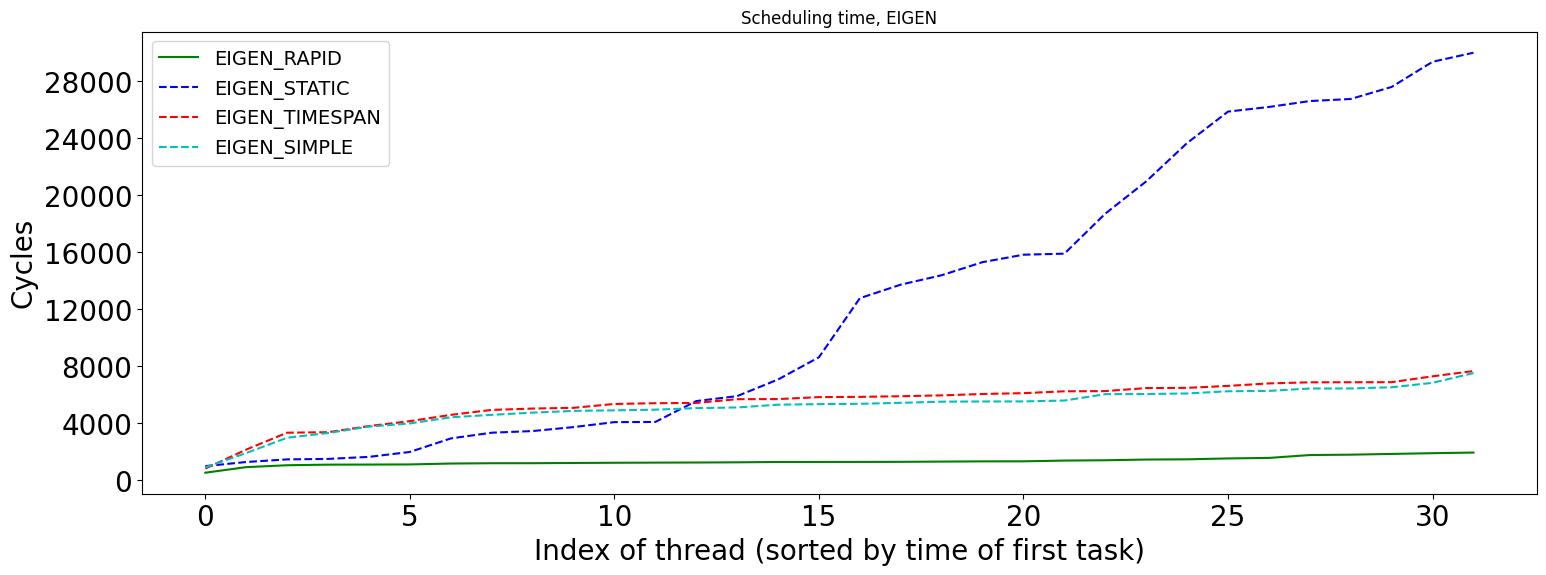 Scheduling time, EIGEN
EIGEN_RAPID
EIGEN_STATIC
EIGEN_TIMESPAN
EIGEN_SIMPLE
28000
24000
20000
16000
12000
8000
4000
0
Cycles
0 5 10 15 20 25 30
Index of thread (sorted by time of first task)